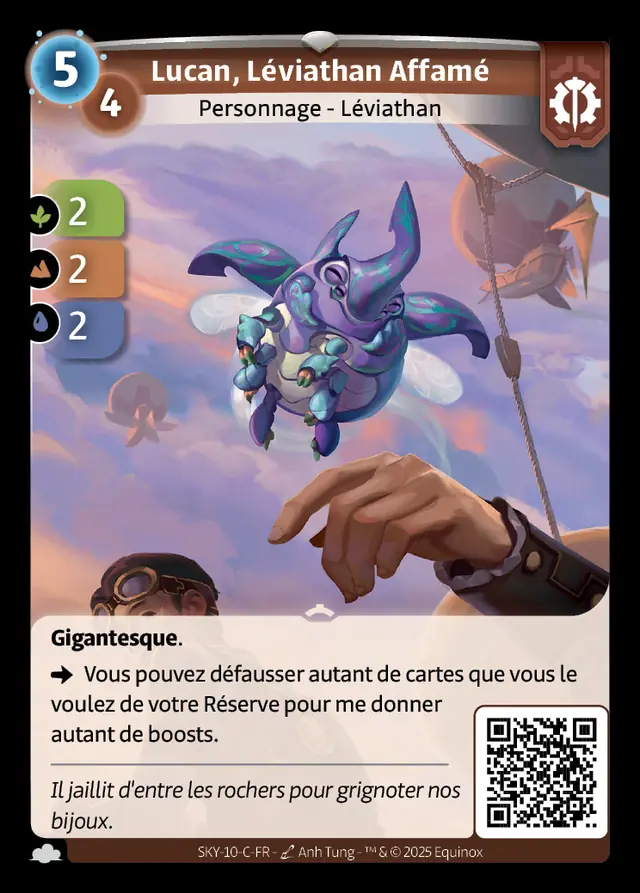 5
4
Lucan, Léviathan Affamé
Personnage - Léviathan
2
2
2
Gigantesque.
Vous pouvez défausser autant de cartes que vous le
voulez de votre Réserve pour me donner
autant de boosts.
Il jaillit d'entre les rochers pour grignoter nos
bijoux.
SKY-10-C-FR - Anh Tung - ™ & © 2025 Equinox